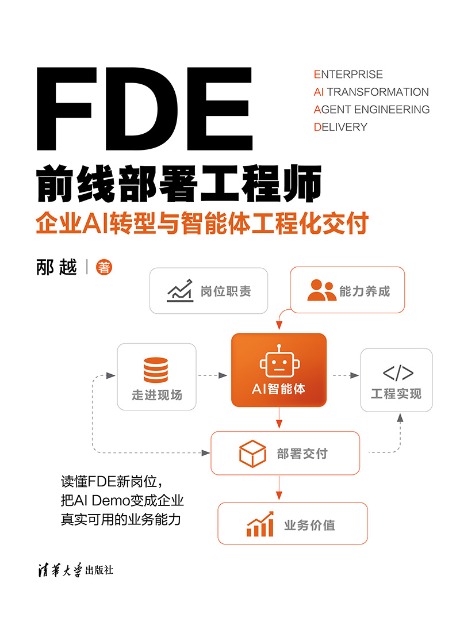 FDE
ENTERPRISE
AI TRANSFORMATION
AGENT ENGINEERING
DELIVERY
前线部署工程师
企业AI转型与智能体工程化交付
邴越 著
岗位职责
能力养成
走进现场
AI智能体
</>
工程实现
部署交付
业务价值
读懂FDE新岗位，
把AI Demo变成企业
真实可用的业务能力
清华大学出版社